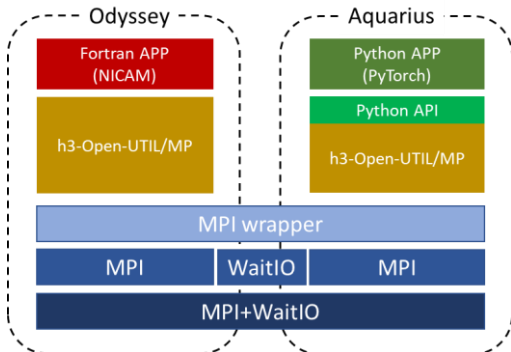 Odyssey
Aquarius
Fortran APP
(NICAM)
Python APP
(PyTorch)
Python API
h3-Open-UTIL/MP
h3-Open-UTIL/MP
MPI wrapper
MPI
WaitIO
MPI
MPI+WaitIO